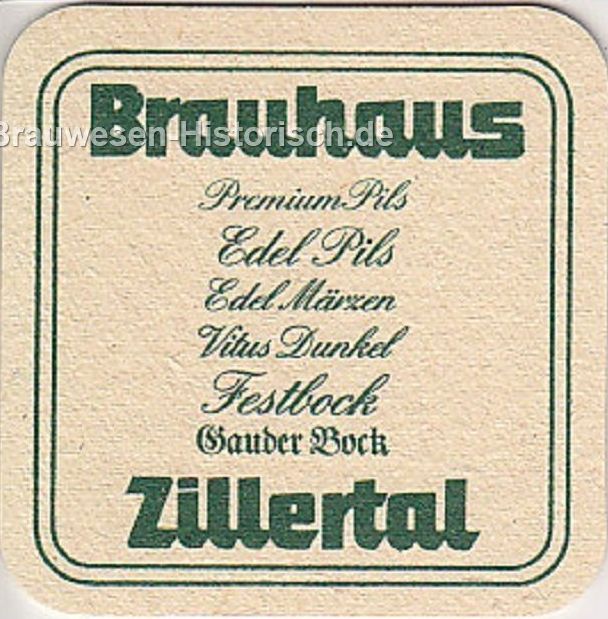 Brauhaus
Brauwesen-Historisch.de
Premium Pils
Edel Pils
Edel Märzen
Vitus Dunkel
Festbock
Gauder Bock
Zillertal